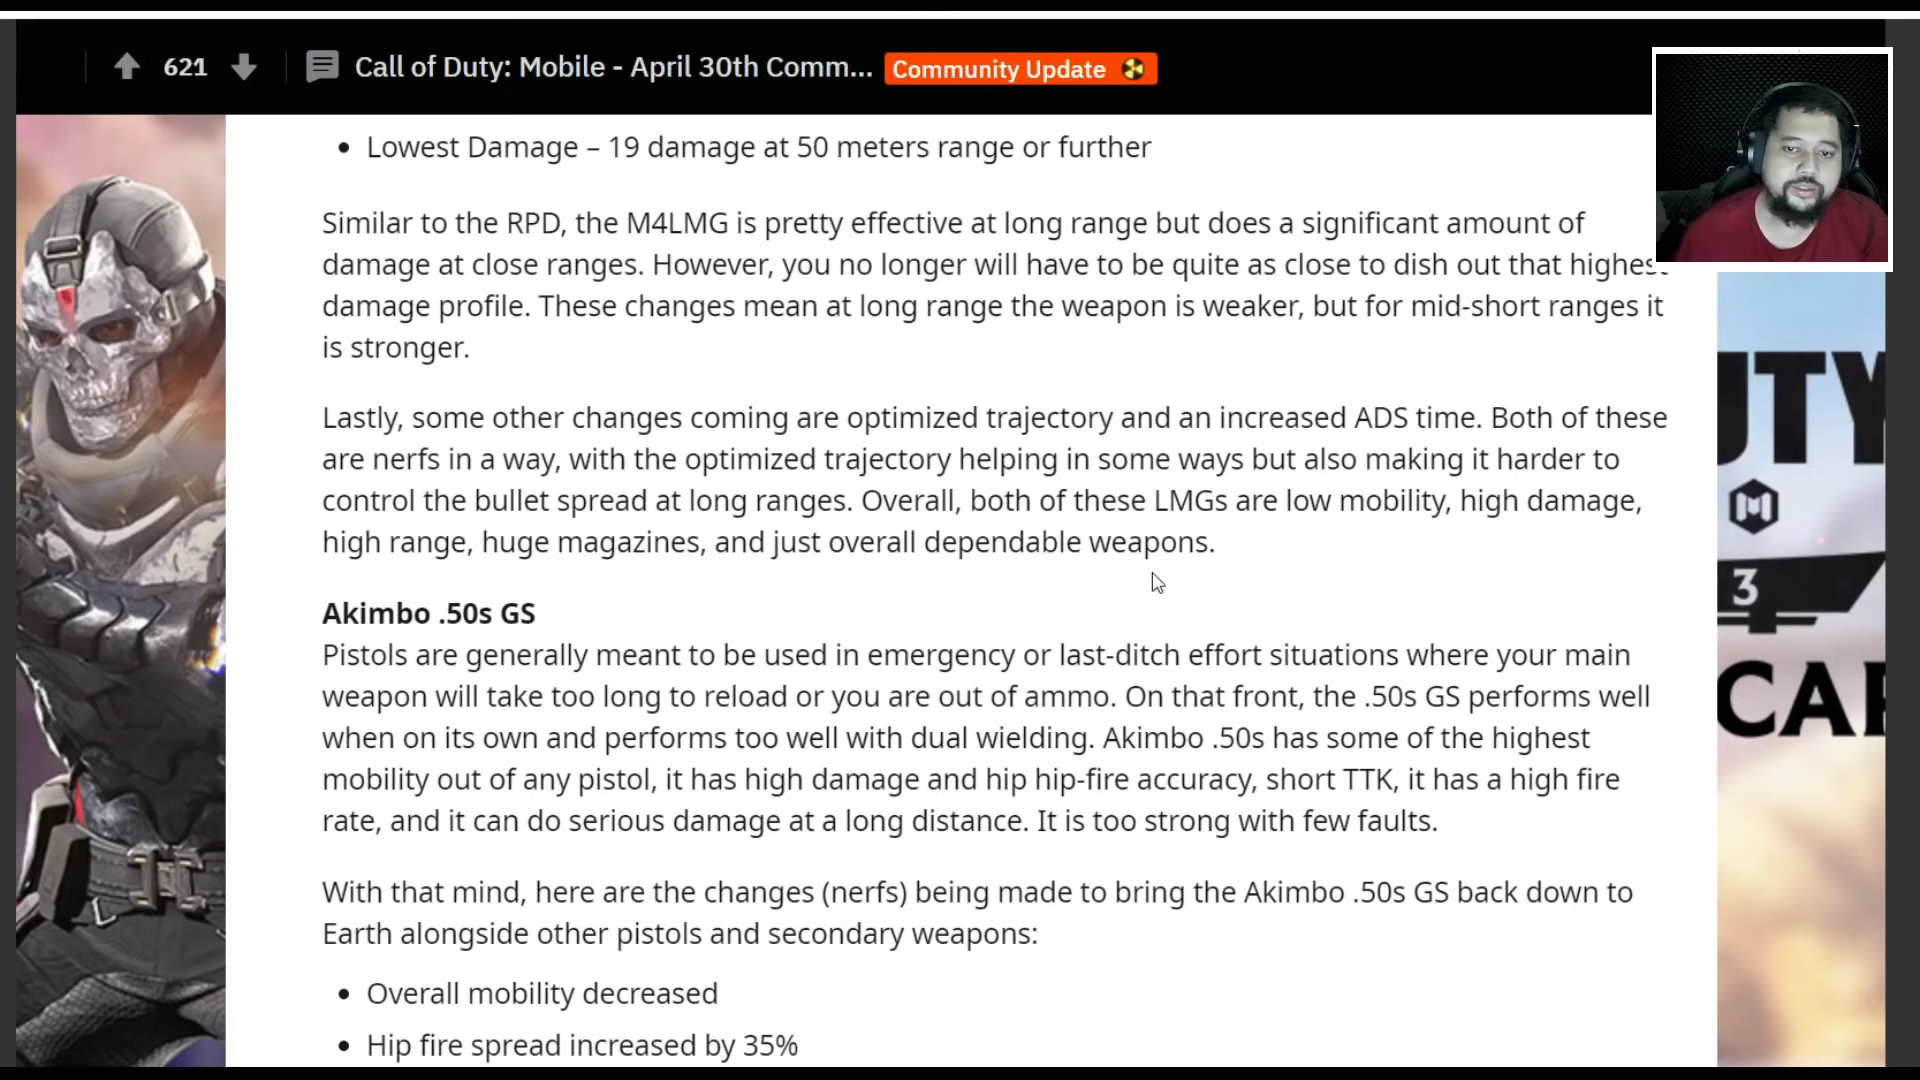 621 Call of Duty: Mobile - April 30th Comm... Community Update
• Lowest Damage – 19 damage at 50 meters range or further
Similar to the RPD, the M4LMG is pretty effective at long range but does a significant amount of
damage at close ranges. However, you no longer will have to be quite as close to dish out that highest
damage profile. These changes mean at long range the weapon is weaker, but for mid-short ranges it
is stronger.
Lastly, some other changes coming are optimized trajectory and an increased ADS time. Both of these
are nerfs in a way, with the optimized trajectory helping in some ways but also making it harder to
control the bullet spread at long ranges. Overall, both of these LMGs are low mobility, high damage,
high range, huge magazines, and just overall dependable weapons.
Akimbo .50s GS
Pistols are generally meant to be used in emergency or last-ditch effort situations where your main
weapon will take too long to reload or you are out of ammo. On that front, the .50s GS performs well
when on its own and performs too well with dual wielding. Akimbo .50s has some of the highest
mobility out of any pistol, it has high damage and hip hip-fire accuracy, short TTK, it has a high fire
rate, and it can do serious damage at a long distance. It is too strong with few faults.
With that mind, here are the changes (nerfs) being made to bring the Akimbo .50s GS back down to
Earth alongside other pistols and secondary weapons:
• Overall mobility decreased
• Hip fire spread increased by 35%
UTY
3
CAP